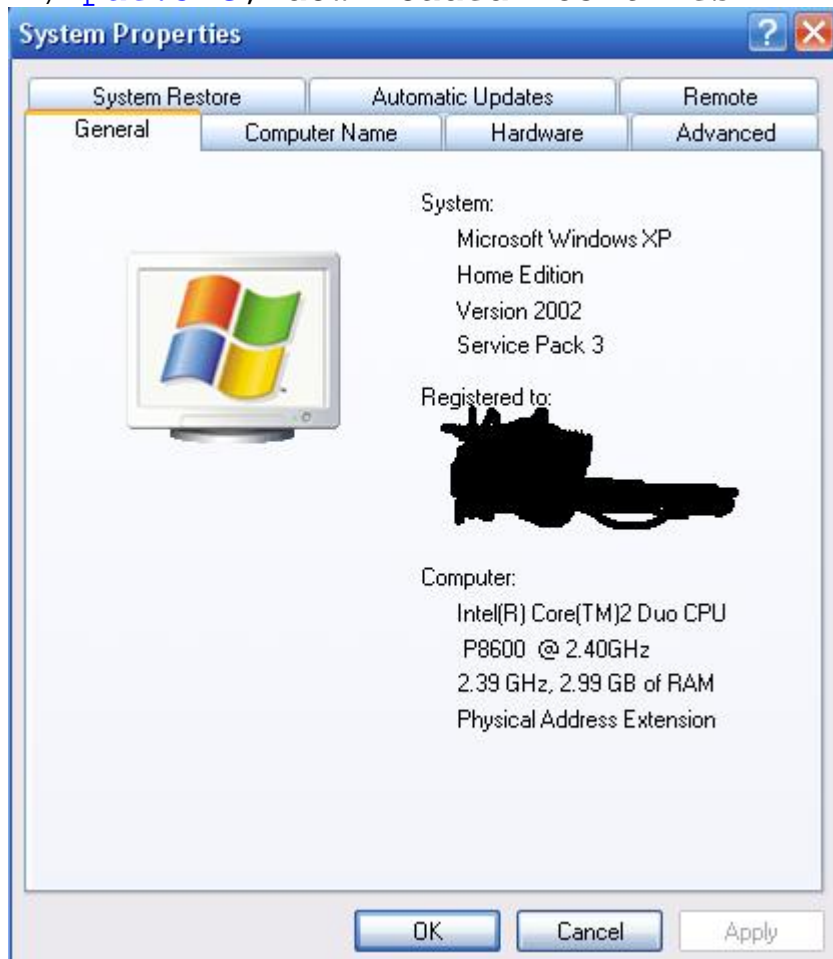 System Properties
System Restore
Automatic Updates
Remote
General
Computer Name
Hardware
Advanced
System:
Microsoft Windows XP
Home Edition
Version 2002
Service Pack 3
Registered to:
Computer:
Intel(R) Core(TM)2 Duo CPU
P8600 @ 2.40GHz
2.39 GHz, 2.99 GB of RAM
Physical Address Extension
OK
Cancel
Apply